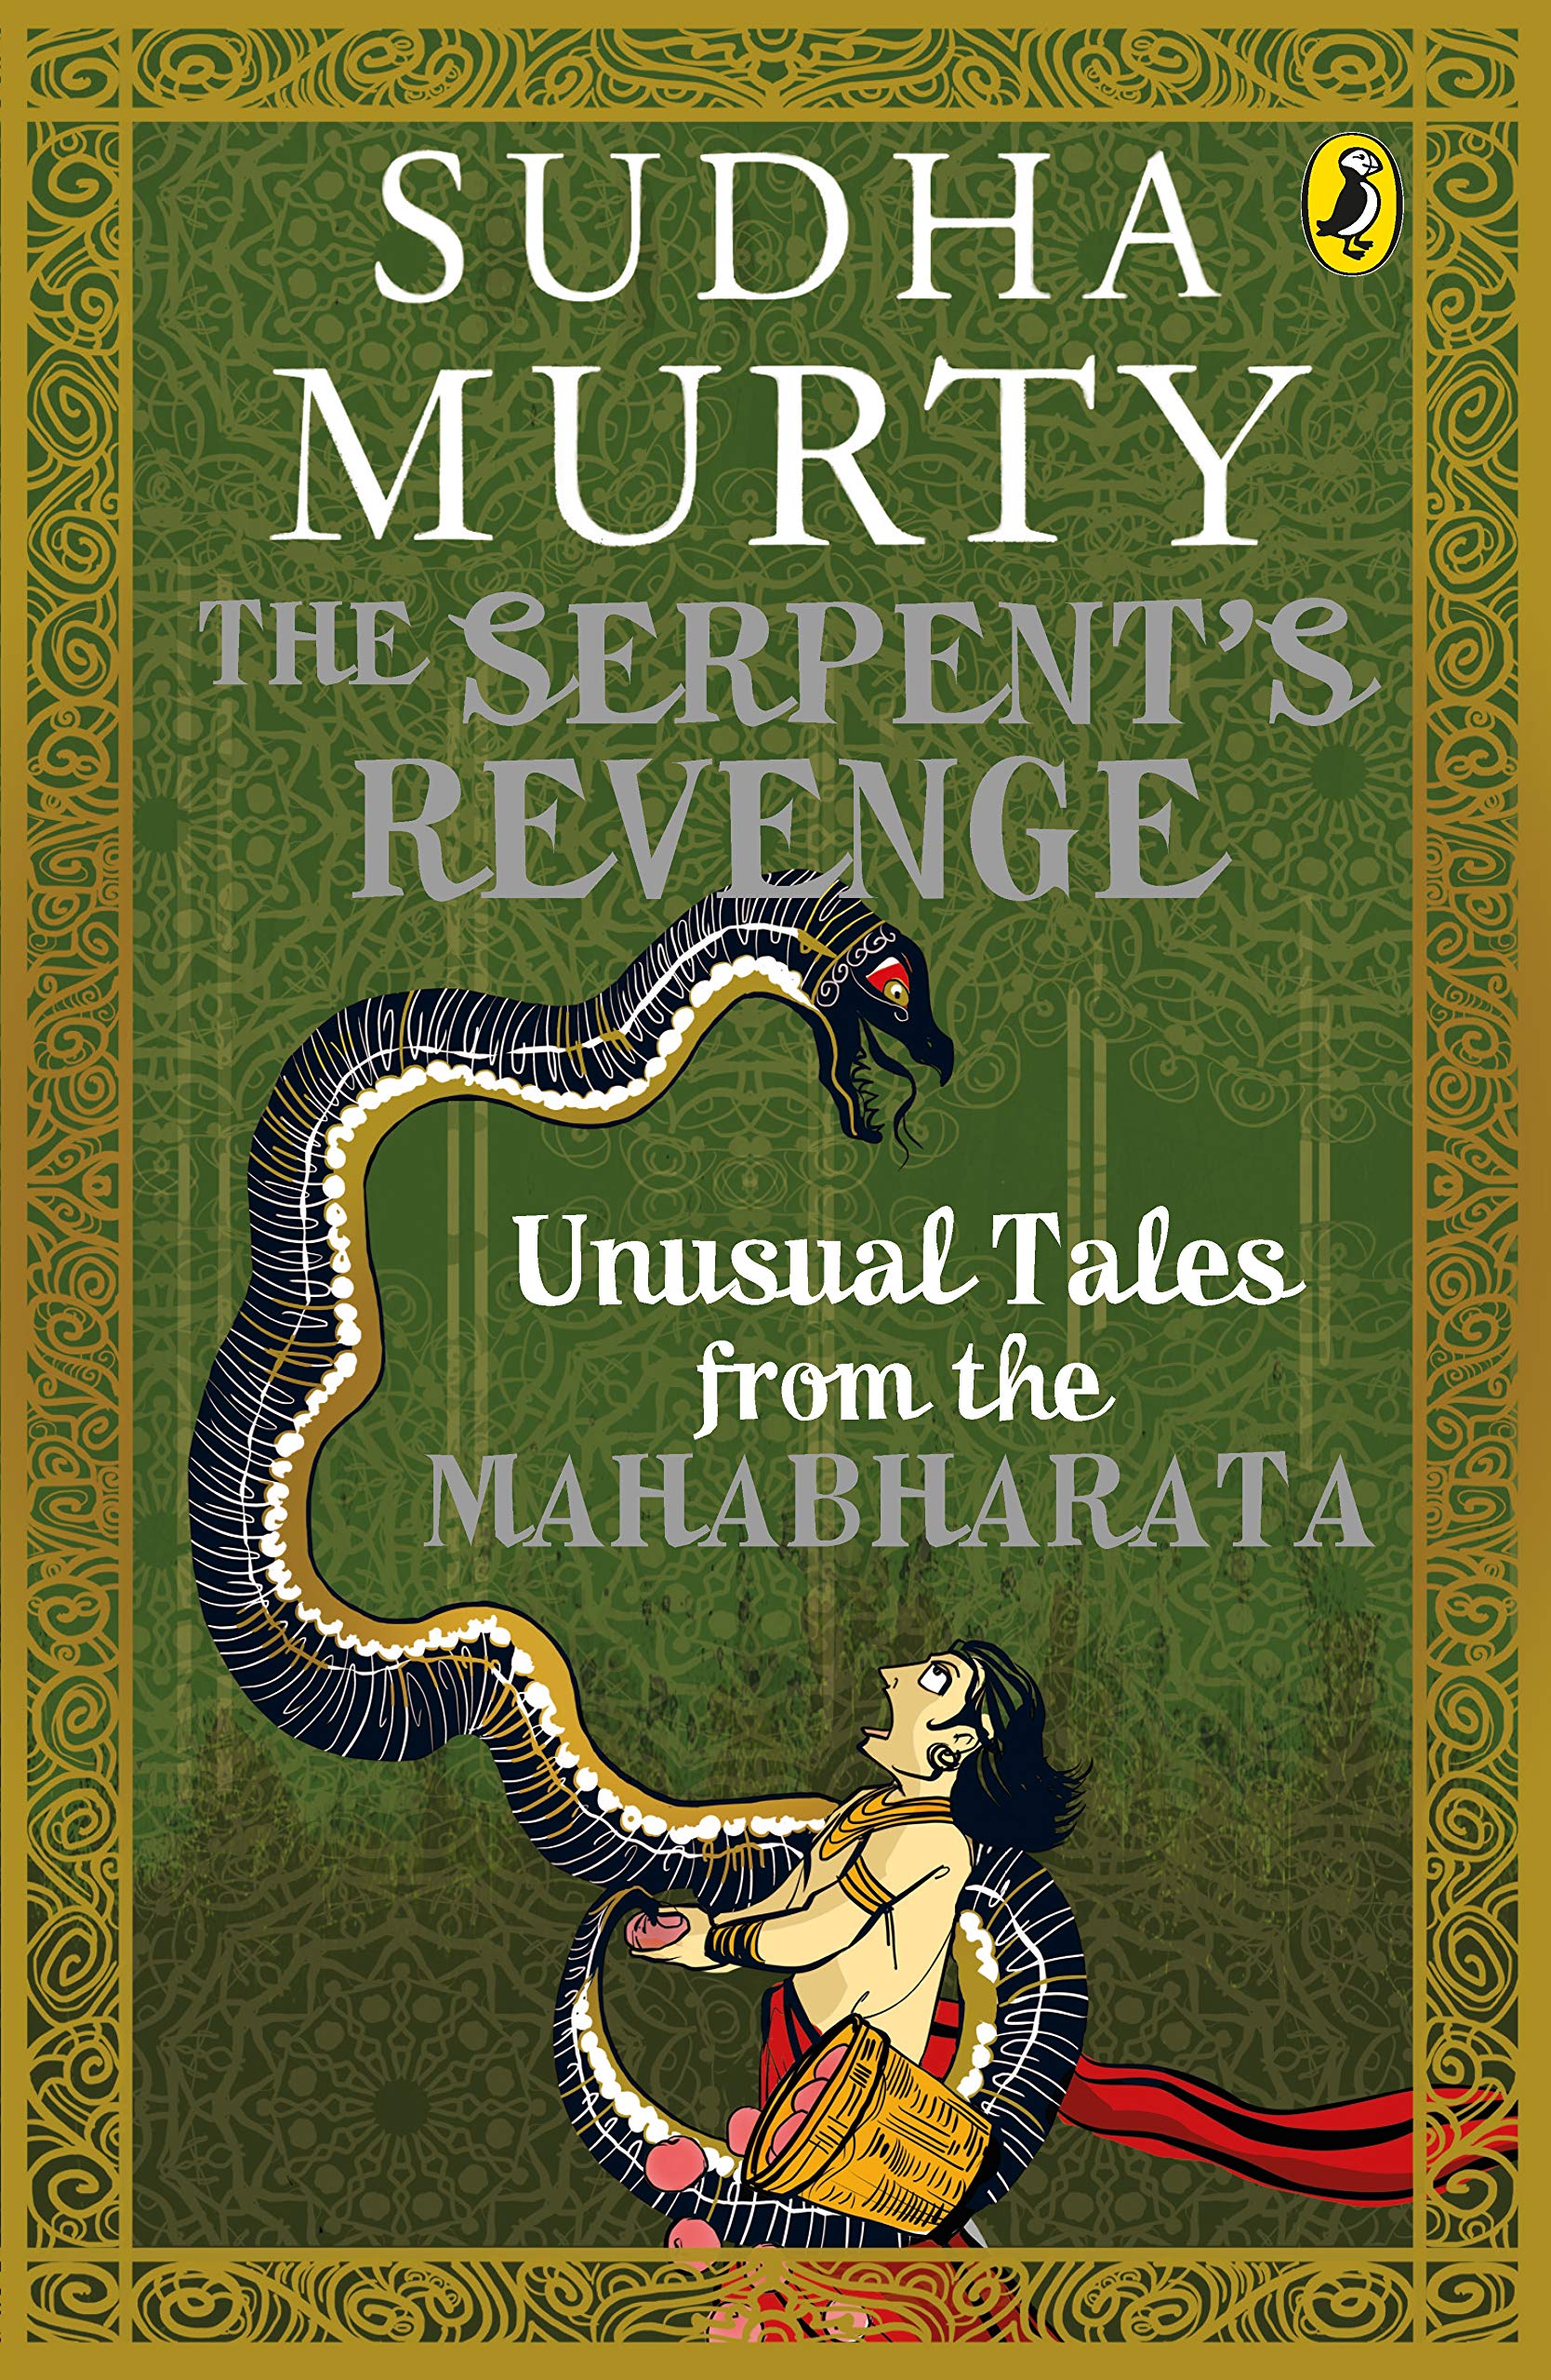 SUDHA
MURTY
THE SERPENT'S
REVENGE
Unusual Tales
from the
MAHABHARATA